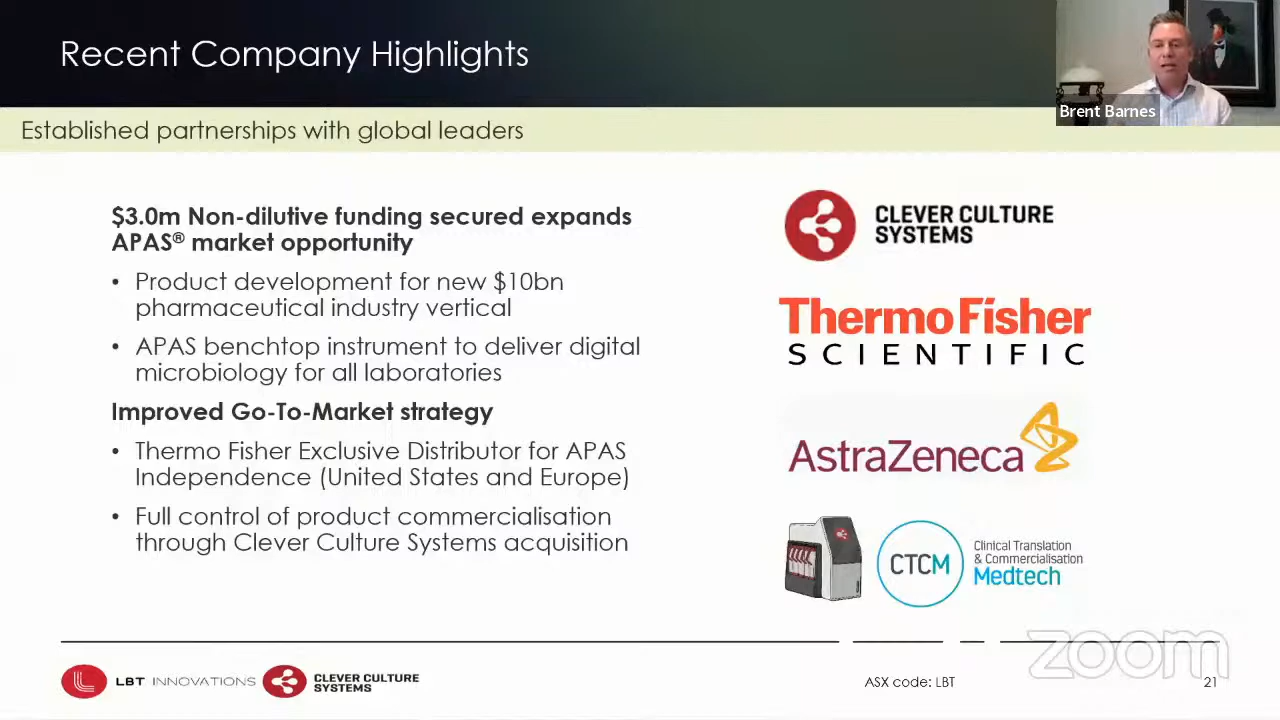 Recent Company Highlights
Brent Barnes
Established partnerships with global leaders
$3.0m Non-dilutive funding secured expands
APAS® market opportunity
• Product development for new $10bn
pharmaceutical industry vertical
• APAS benchtop instrument to deliver digital
microbiology for all laboratories
Improved Go-To-Market strategy
• Thermo Fisher Exclusive Distributor for APAS
Independence (United States and Europe)
• Full control of product commercialisation
through Clever Culture Systems acquisition
CLEVER CULTURE
SYSTEMS
ThermoFisher
SCIENTIFIC
AstraZeneca
CTCM
Clinical Translation
& Commercialisation
Medtech
zoom
LBT INNOVATIONS
CLEVER CULTURE
SYSTEMS
ASX code: LBT
21